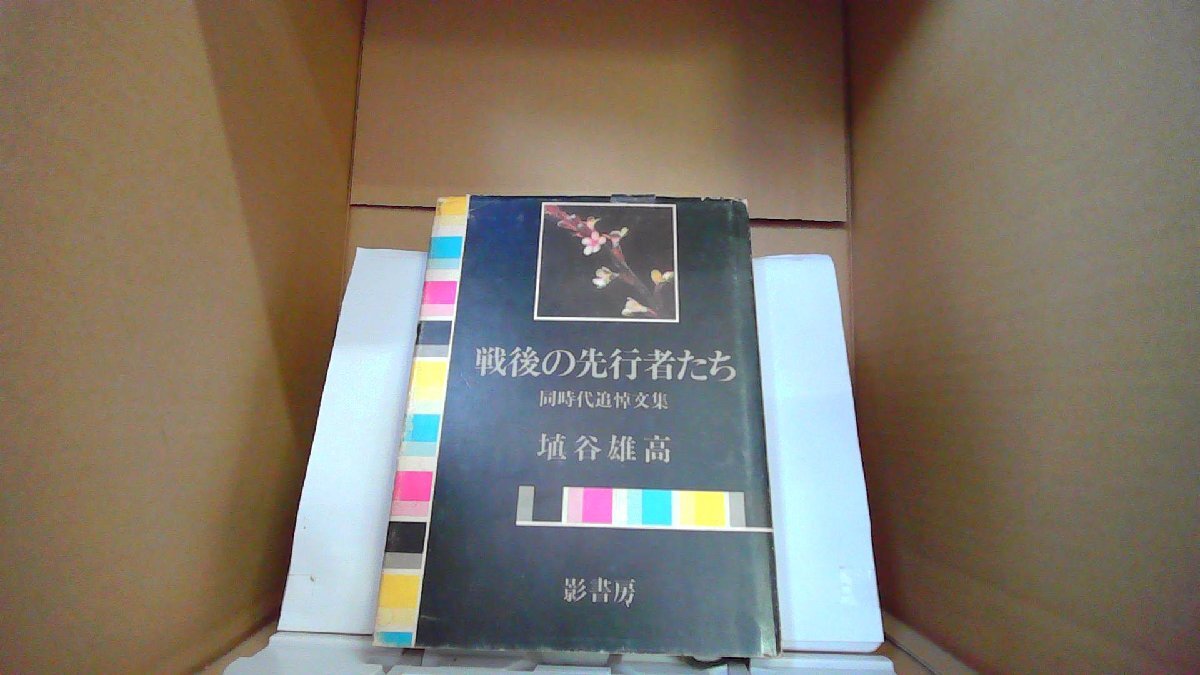 戦後の先行者たち
同時代追悼文集
埴谷雄高
影書房